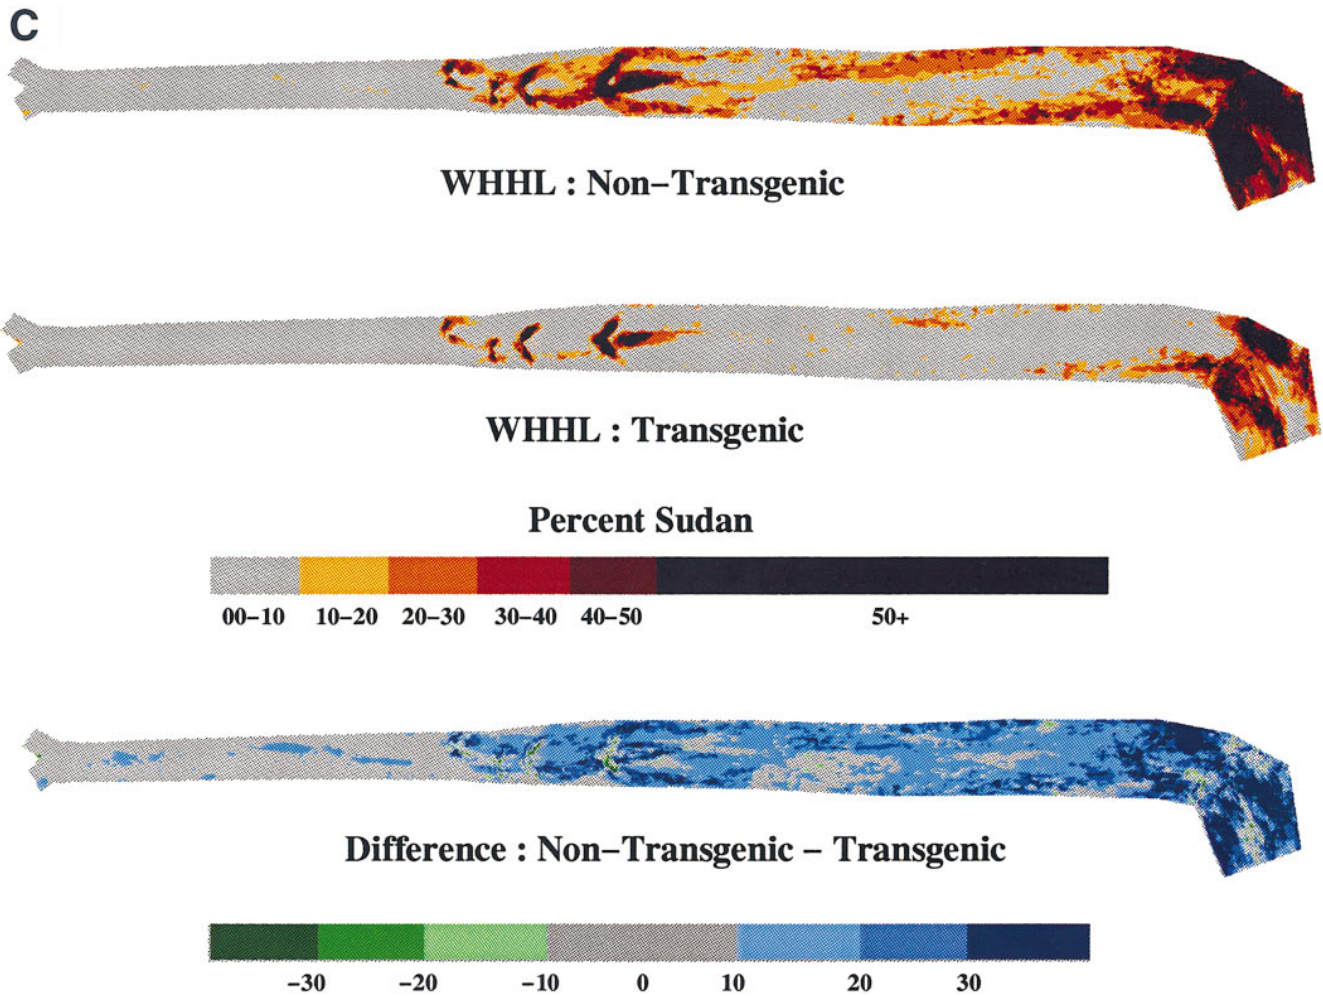 C
WHHL : Non−Transgenic
WHHL : Transgenic
Percent Sudan
00−10 10−20 20−30 30−40 40−50 50+
Difference : Non−Transgenic − Transgenic
−30 −20 −10 0 10 20 30